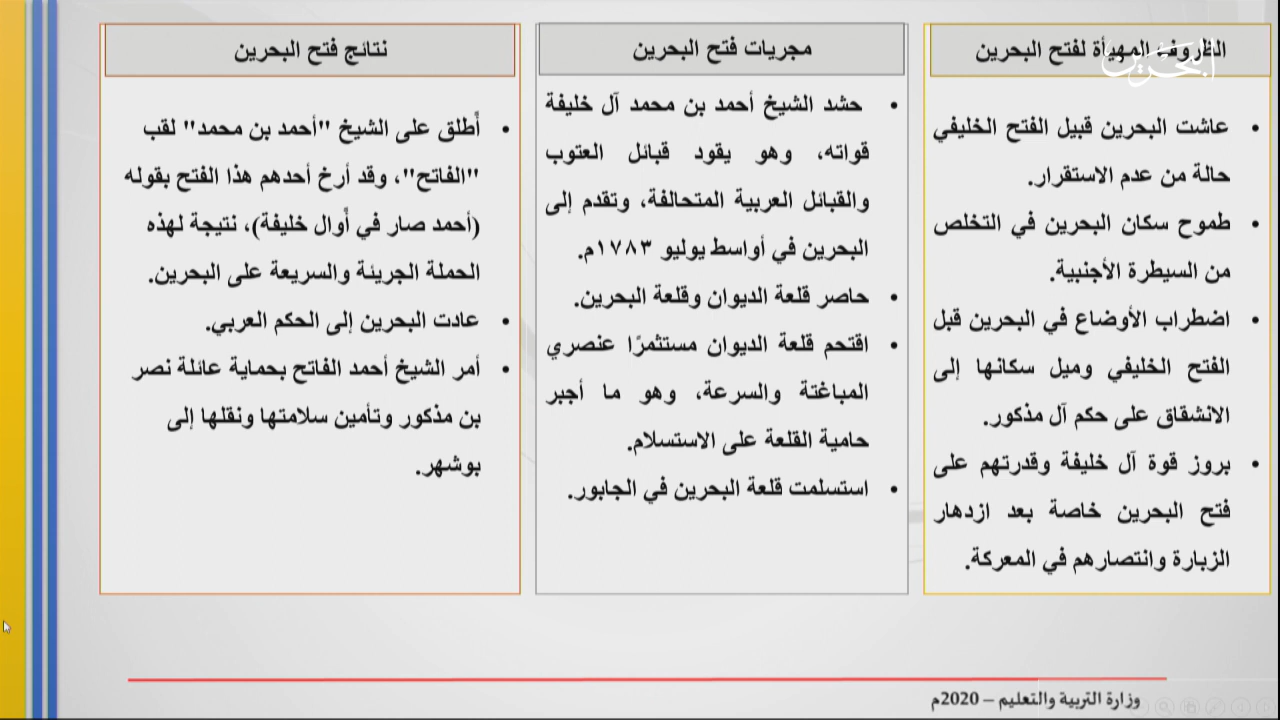 الظروف المهيأة لفتح البحرين
البحرين
• عاشت البحرين قبيل الفتح الخليفي
حالة من عدم الاستقرار.
• طموح سكان البحرين في التخلص
من السيطرة الأجنبية.
• اضطراب الأوضاع في البحرين قبل
الفتح الخليفي وميل سكانها إلى
الانشقاق على حكم آل مذكور.
• بروز قوة آل خليفة وقدرتهم على
فتح البحرين خاصة بعد ازدهار
الزبارة وانتصارهم في المعركة.
مجريات فتح البحرين
• حشد الشيخ أحمد بن محمد آل خليفة
قواته، وهو يقود قبائل العتوب
والقبائل العربية المتحالفة، وتقدم إلى
البحرين في أواسط يوليو ١٧٨٣م.
• حاصر قلعة الديوان وقلعة البحرين.
• اقتحم قلعة الديوان مستثمرًا عنصري
المباغتة والسرعة، وهو ما أجبر
حامية القلعة على الاستسلام.
• استسلمت قلعة البحرين في الجابور.
نتائج فتح البحرين
• أُطلق على الشيخ "أحمد بن محمد" لقب
"الفاتح"، وقد أرخ أحدهم هذا الفتح بقوله
(أحمد صار في أوال خليفة)، نتيجة لهذه
الحملة الجريئة والسريعة على البحرين.
• عادت البحرين إلى الحكم العربي.
• أمر الشيخ أحمد الفاتح بحماية عائلة نصر
بن مذكور وتأمين سلامتها ونقلها إلى
بوشهر.
وزارة التربية والتعليم – 2020م